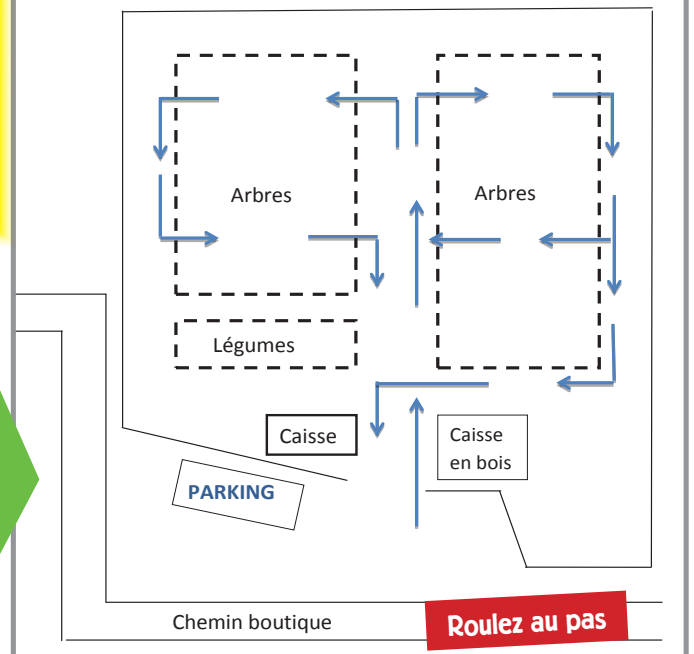 Arbres
Arbres
Légumes
Caisse
Caisse
en bois
PARKING
Chemin boutique
Roulez au pas